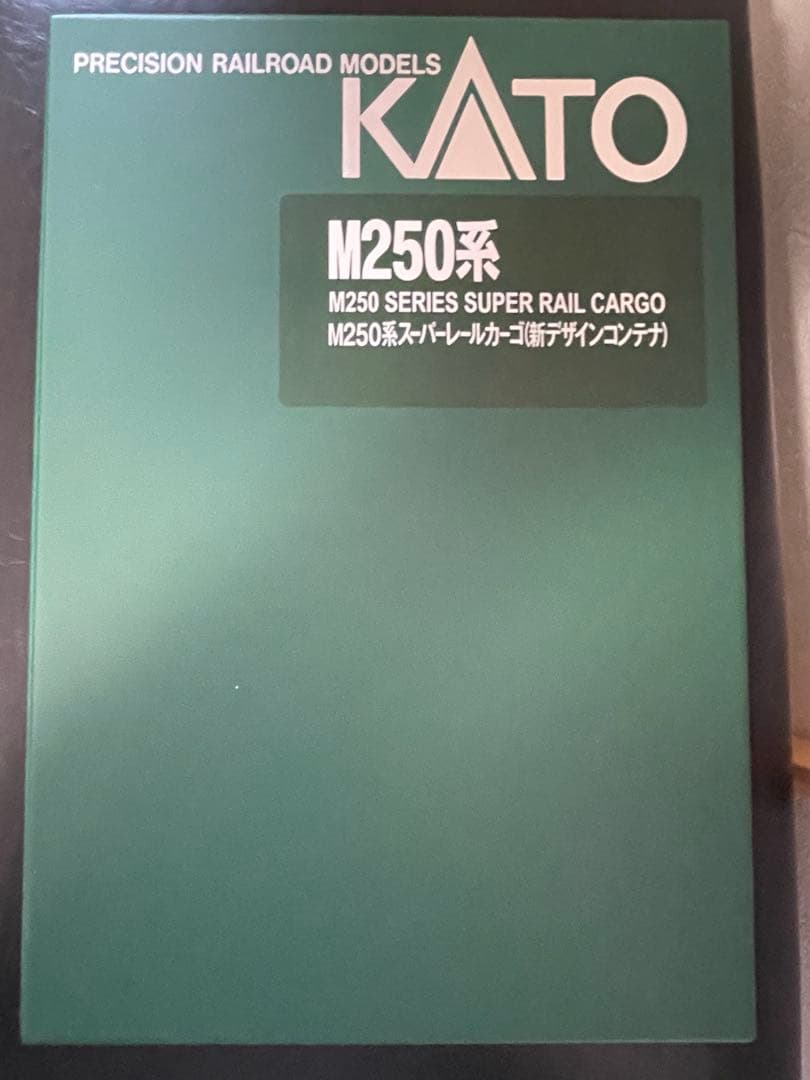 PRECISION RAILROAD MODELS
KATO
M250系
M250 SERIES SUPER RAIL CARGO
M250系スーパーレールカーゴ(新デザインコンテナ)